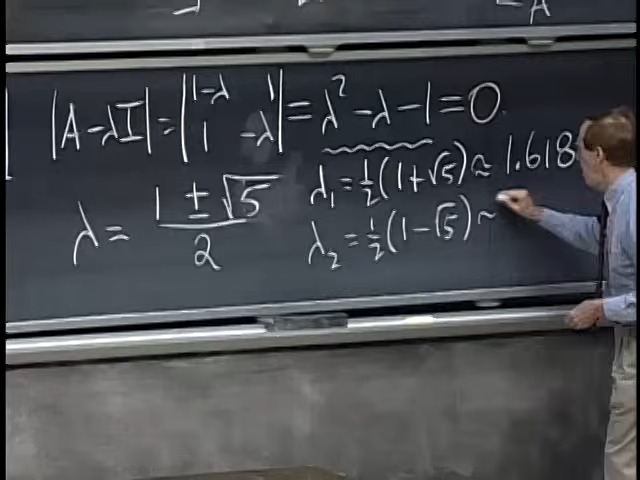 A
|A - λI| = |1-λ 1 1 -λ| = λ² - λ - 1 = 0.
λ = (1 ± √5) / 2
λ₁ = ½(1+√5) ≈ 1.618
λ₂ = ½(1-√5) ≈